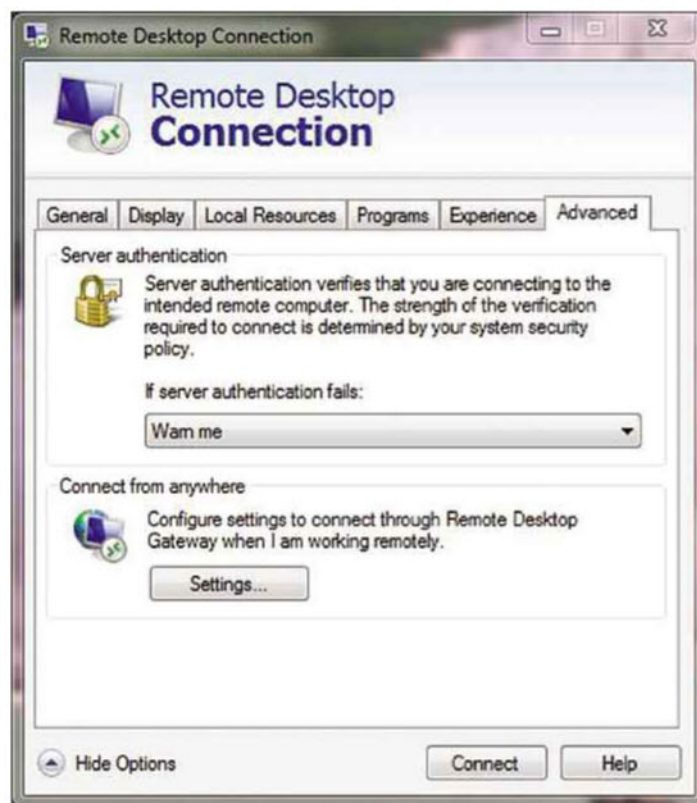 Remote Desktop Connection
Remote Desktop
Connection
General Display Local Resources Programs Experience Advanced
Server authentication
Server authentication verifies that you are connecting to the
intended remote computer. The strength of the verification
required to connect is determined by your system security
policy.
If server authentication fails:
Warn me
Connect from anywhere
Configure settings to connect through Remote Desktop
Gateway when I am working remotely.
Settings...
Hide Options
Connect Help